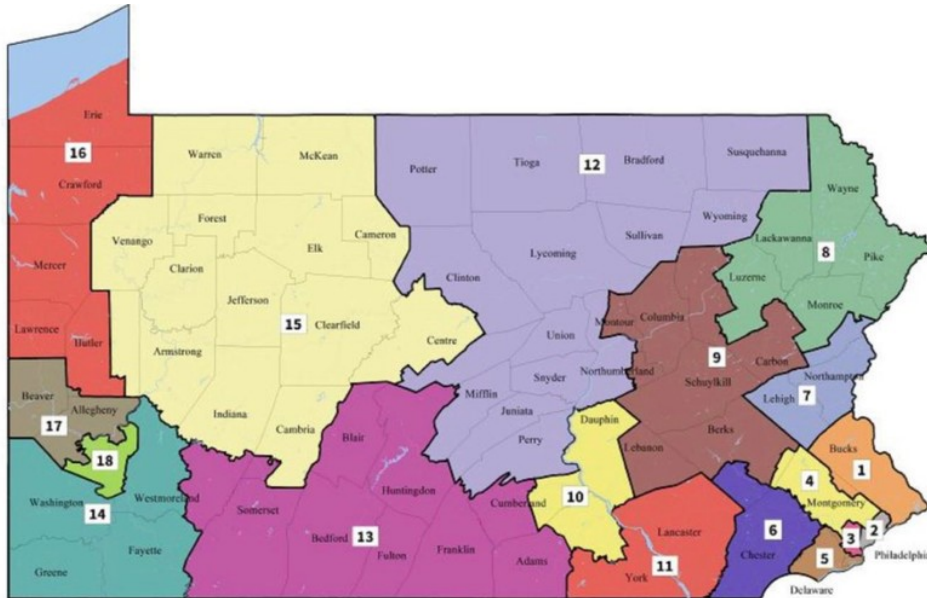 Erie
16
Crawford
Mercer
Lawrence
Butler
Warren
McKean
Forest
Venango
Elk
Cameron
Clarion
Jefferson
15
Clearfield
Centre
Armstrong
Indiana
Cambria
Potter
Tioga
12
Bradford
Susquehanna
Wyoming
Sullivan
Lycoming
Clinton
Union
Snyder
Northumberland
Mifflin
Juniata
Perry
Wayne
Lackawanna
8
Pike
Luzerne
Monroe
Montour
Columbia
9
Carbon
Schuylkill
Berks
Lebanon
Northampton
7
Lehigh
Beaver
Allegheny
17
18
Washington
14
Westmoreland
Fayette
Greene
Blair
Huntingdon
Somerset
Bedford
13
Fulton
Franklin
Adams
Cumberland
Dauphin
10
Lancaster
11
York
6
Chester
Bucks
1
4
Montgomery
2
3
Philadelphia
5
Delaware